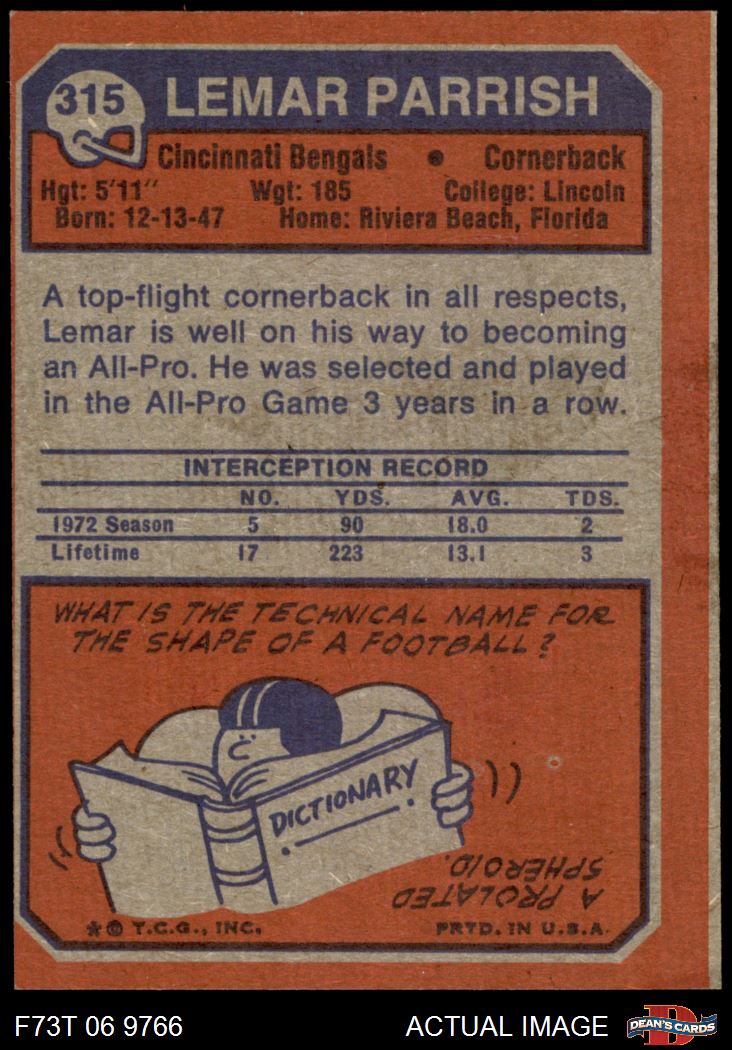 315 LEMAR PARRISH
Cincinnati Bengals • Cornerback
Hgt: 5'11" Wgt: 185 College: Lincoln
Born: 12-13-47 Home: Riviera Beach, Florida
A top-flight cornerback in all respects,
Lemar is well on his way to becoming
an All-Pro. He was selected and played
in the All-Pro Game 3 years in a row.
INTERCEPTION RECORD
NO. YDS. AVG. TDS.
1972 Season 5 90 18.0 2
Lifetime 17 223 13.1 3
WHAT IS THE TECHNICAL NAME FOR
THE SHAPE OF A FOOTBALL?
DICTIONARY
A PROLATED
SPHEROID.
* © T.C.G., INC. PRTD. IN U.S.A.
F73T 06 9766 ACTUAL IMAGE D DEAN'S CARDS